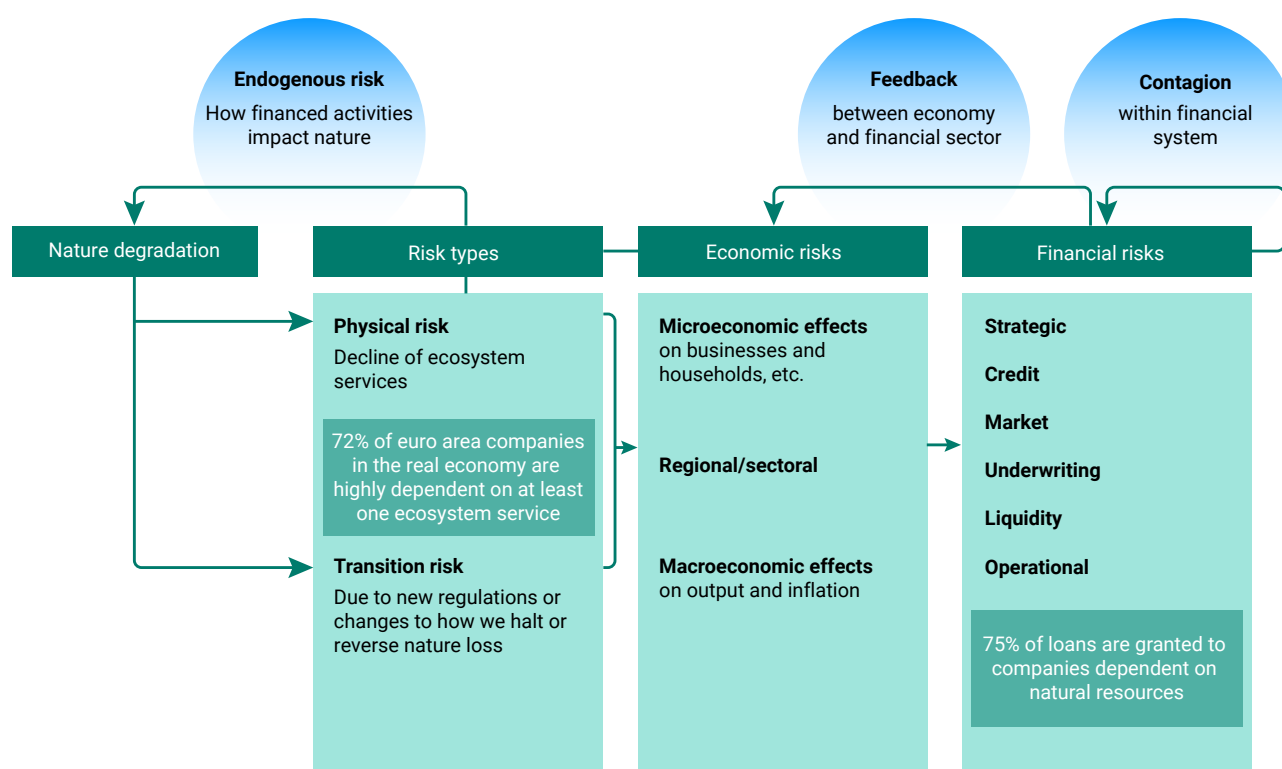 Endogenous risk
How financed activities
impact nature
Feedback
between economy
and financial sector
Contagion
within financial
system
Nature degradation
Risk types
Economic risks
Financial risks
Physical risk
Decline of ecosystem
services
72% of euro area companies
in the real economy are
highly dependent on at least
one ecosystem service
Transition risk
Due to new regulations or
changes to how we halt or
reverse nature loss
Microeconomic effects
on businesses and
households, etc.
Regional/sectoral
Macroeconomic effects
on output and inflation
Strategic
Credit
Market
Underwriting
Liquidity
Operational
75% of loans are granted to
companies dependent on
natural resources